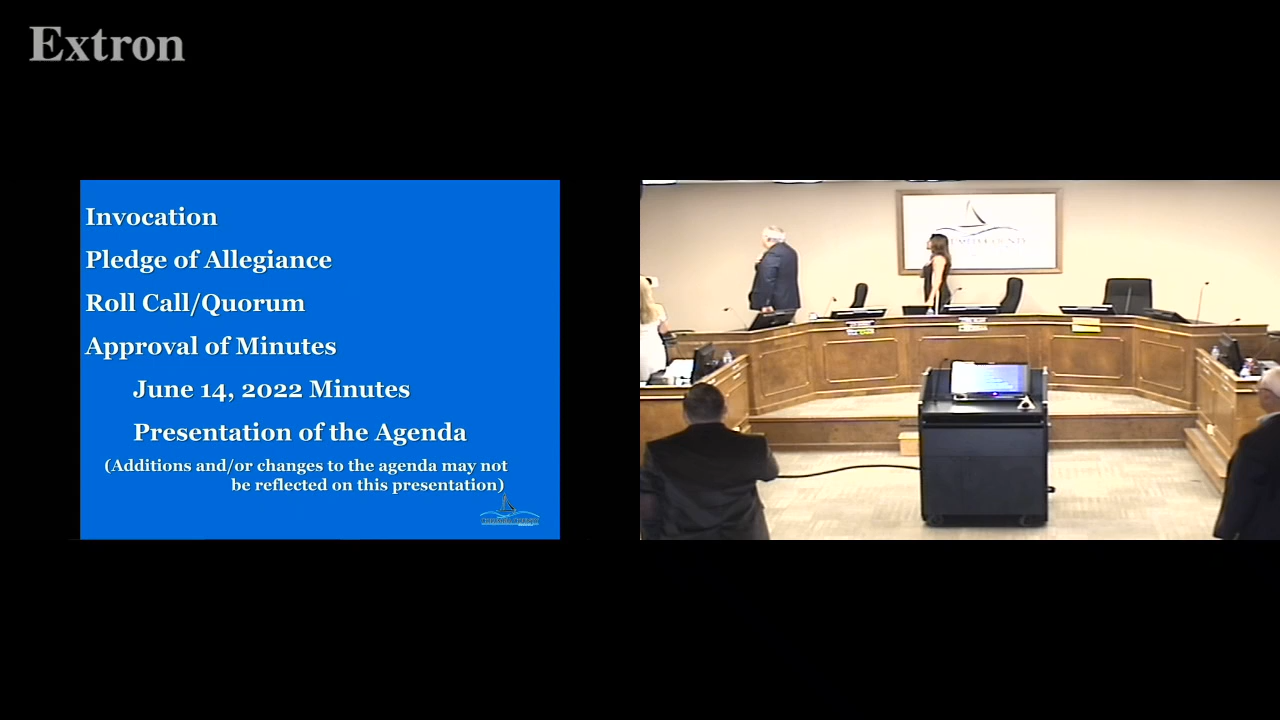 Extron
Invocation
Pledge of Allegiance
Roll Call/Quorum
Approval of Minutes
June 14, 2022 Minutes
Presentation of the Agenda
(Additions and/or changes to the agenda may not
be reflected on this presentation)